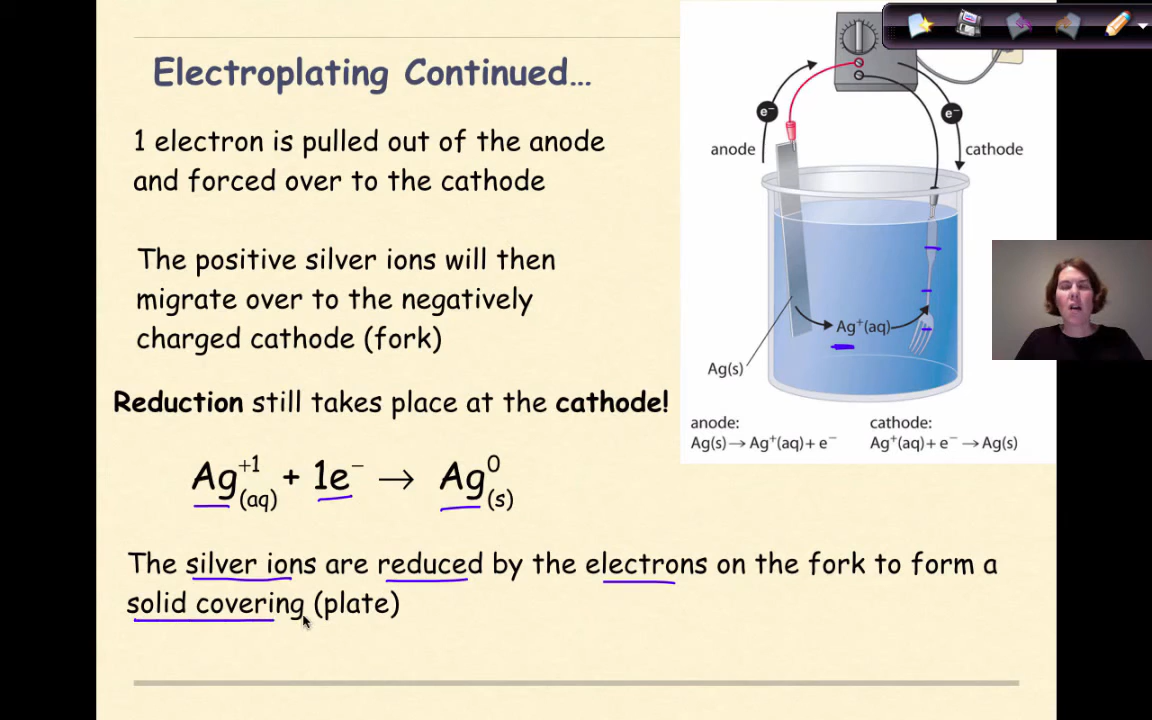 Electroplating Continued…
1 electron is pulled out of the anode
and forced over to the cathode
The positive silver ions will then
migrate over to the negatively
charged cathode (fork)
Reduction still takes place at the cathode!
Ag⁺¹(aq) + 1e⁻ → Ag⁰(s)
The silver ions are reduced by the electrons on the fork to form a
solid covering (plate)
e⁻
e⁻
anode
cathode
Ag⁺(aq)
Ag(s)
anode:
Ag(s) → Ag⁺(aq) + e⁻
cathode:
Ag⁺(aq) + e⁻ → Ag(s)